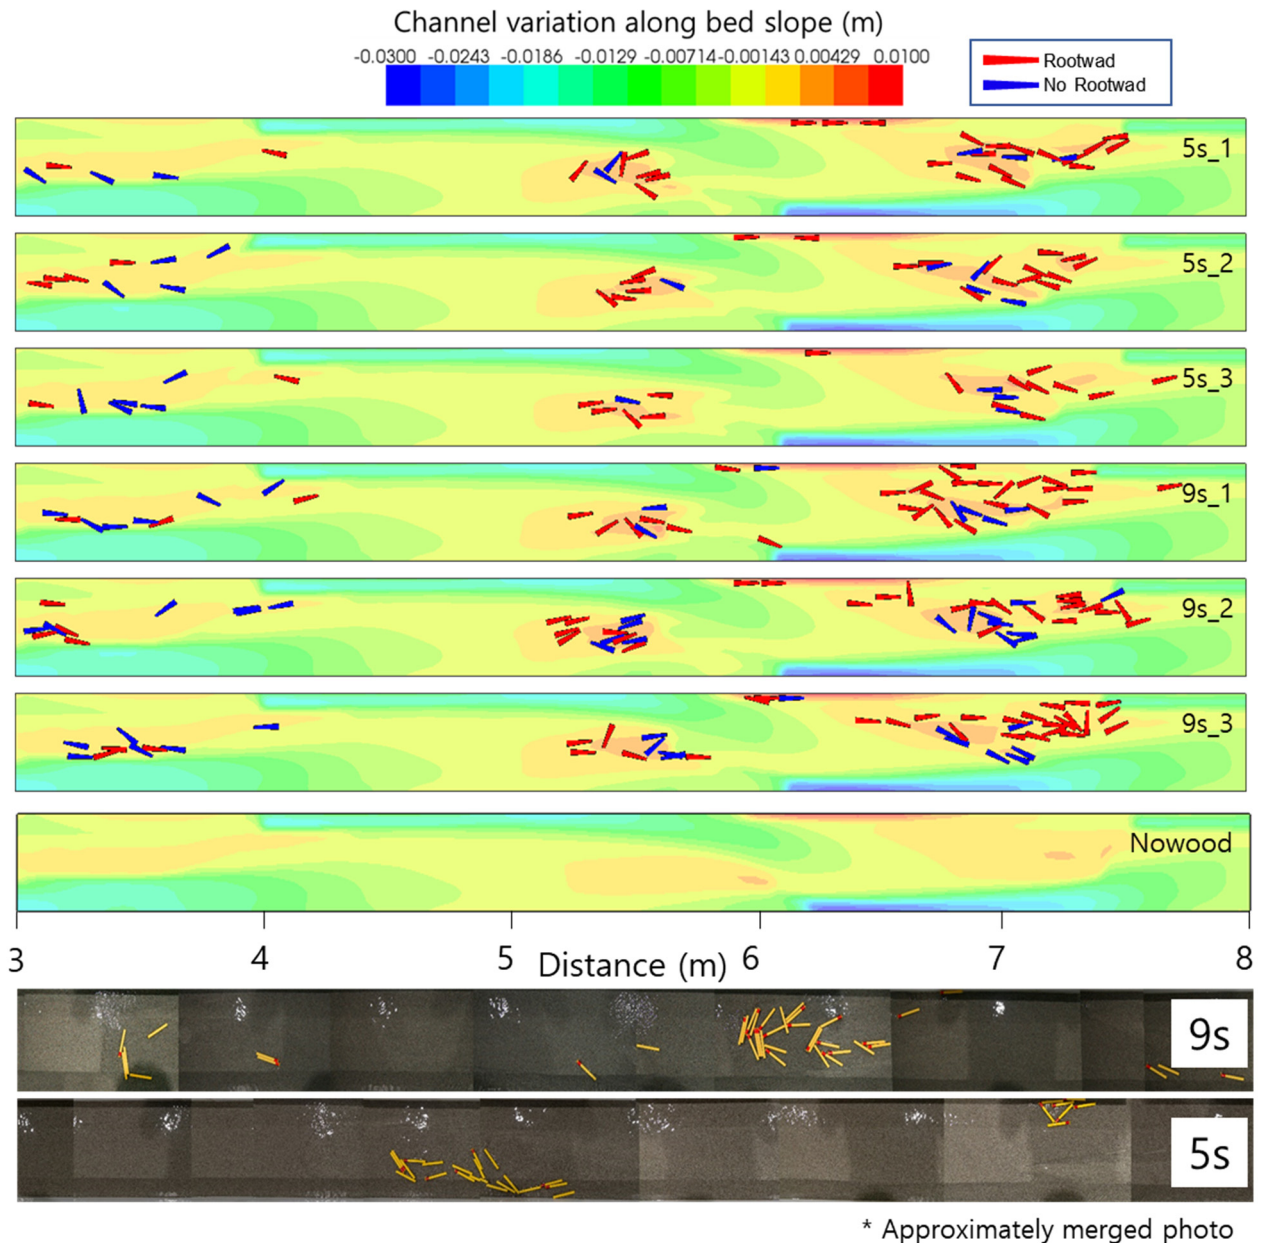 Channel variation along bed slope (m)
-0.0300 -0.0243 -0.0186 -0.0129 -0.00714 -0.00143 0.00429 0.0100
Rootwad
No Rootwad
5s_1
5s_2
5s_3
9s_1
9s_2
9s_3
Nowood
3 4 5 6 7 8
Distance (m)
9s
5s
* Approximately merged photo